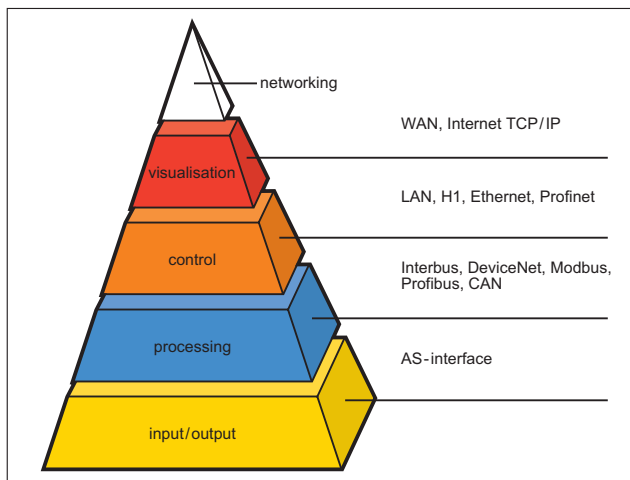 networking
WAN, Internet TCP/IP
visualisation
LAN, H1, Ethernet, Profinet
control
Interbus, DeviceNet, Modbus,
Profibus, CAN
processing
AS-interface
input/output